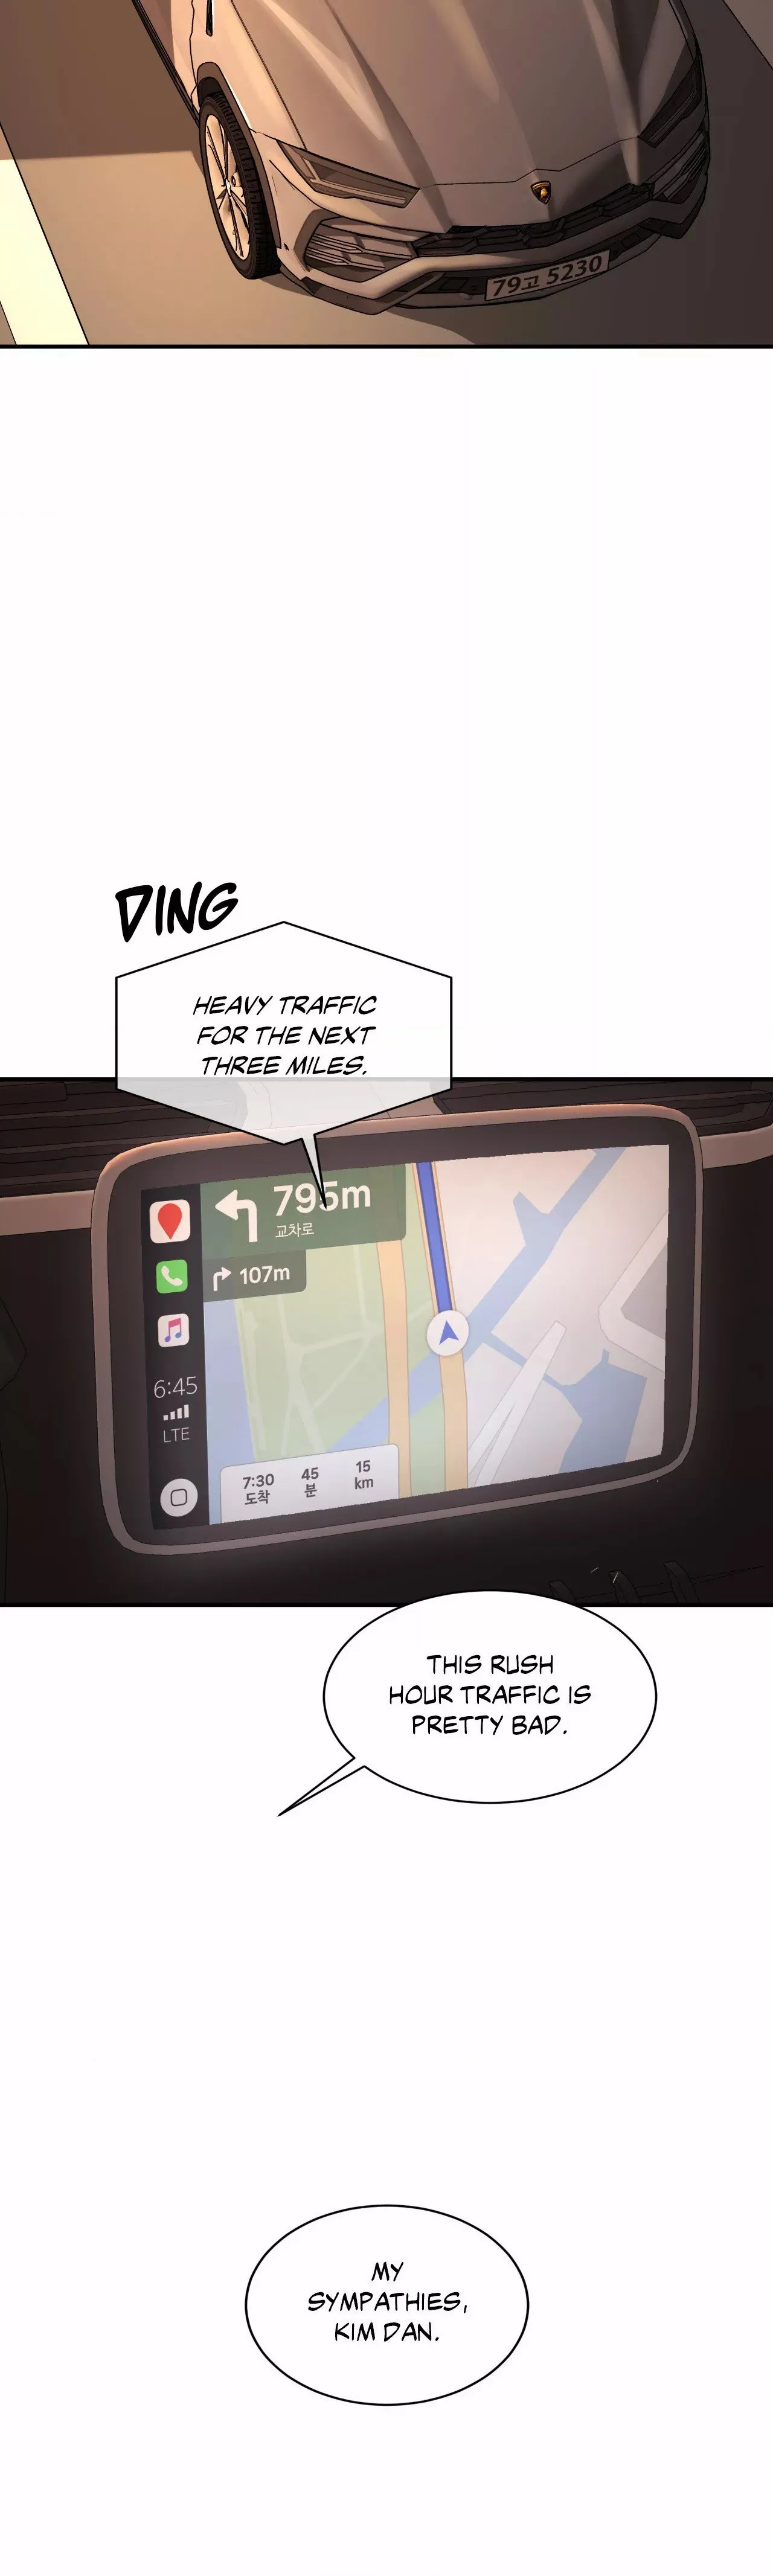 79고 5230
DING
HEAVY TRAFFIC
FOR THE NEXT
THREE MILES.
795m
교차로
107m
6:45
LTE
7:30 45 15
도착 분 km
THIS RUSH
HOUR TRAFFIC IS
PRETTY BAD.
MY
SYMPATHIES,
KIM DAN.